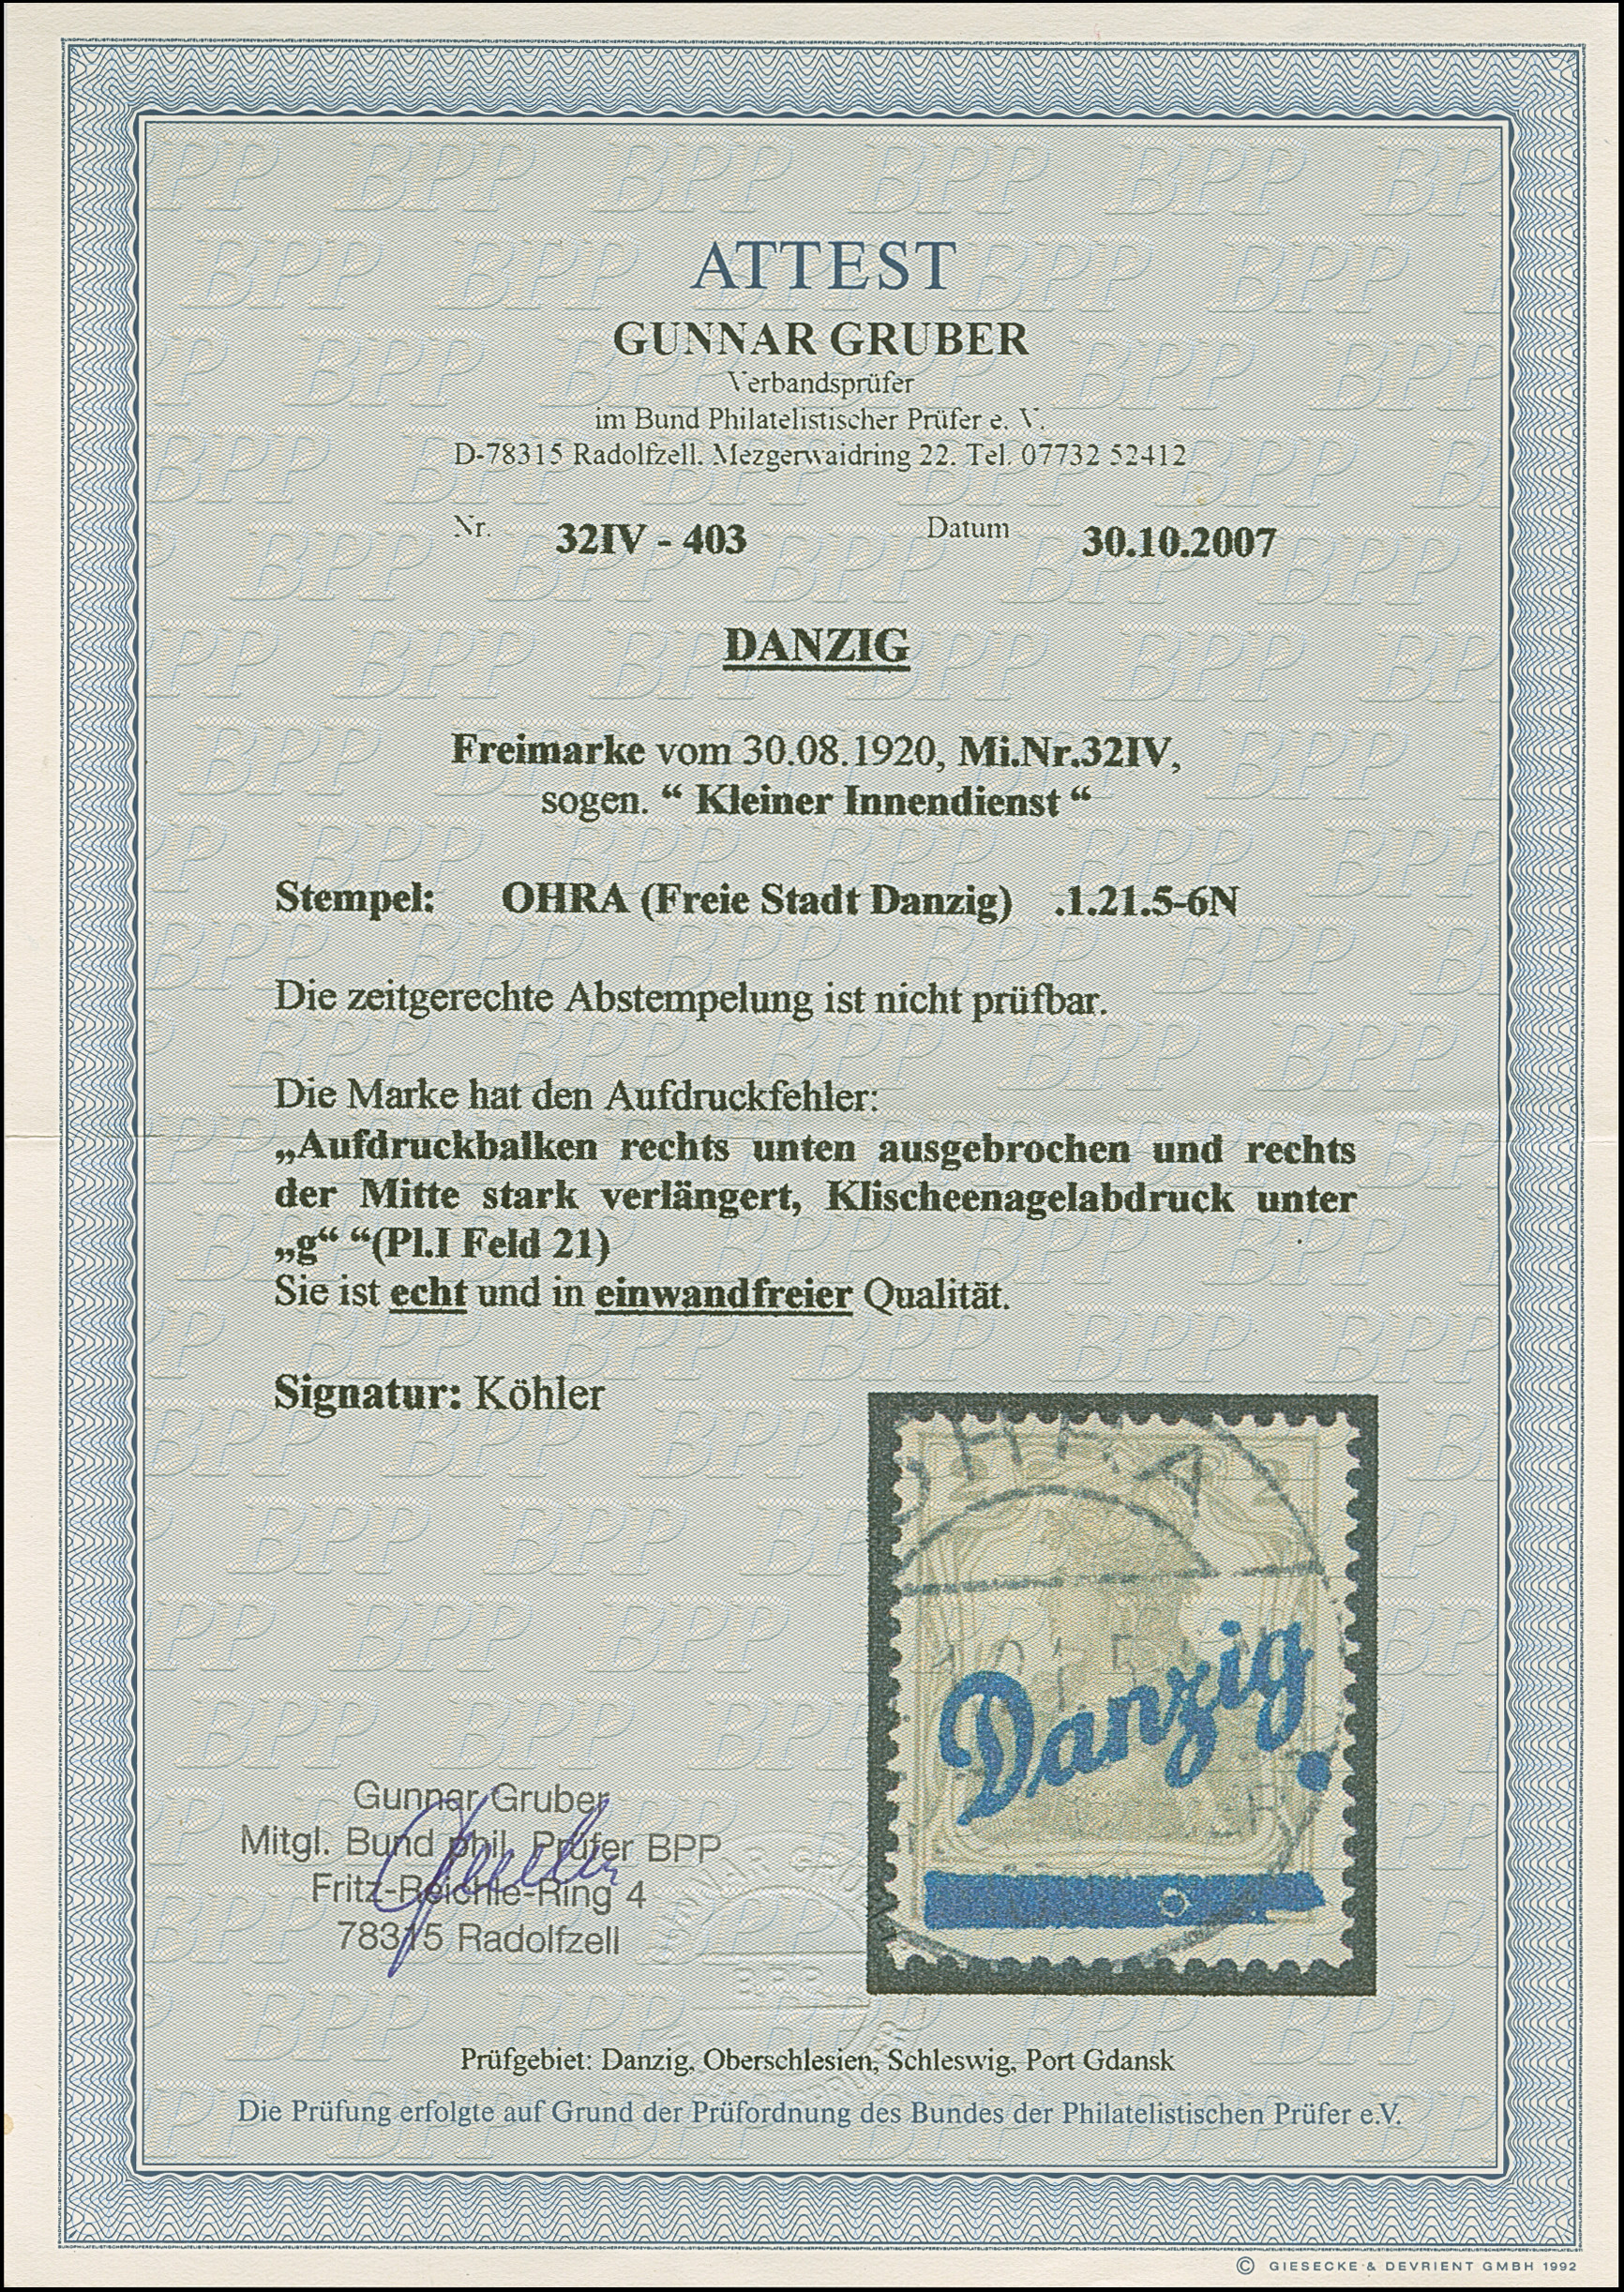 ATTEST
GUNNAR GRUBER
Verbandsprüfer
im Bund Philatelistischer Prüfer e. V.
D-78315 Radolfzell, Mezgerwaidring 22, Tel. 07732 52412
Nr. 32IV - 403 Datum 30.10.2007
DANZIG
Freimarke vom 30.08.1920, Mi.Nr.32IV,
sogen. “ Kleiner Innendienst “
Stempel: OHRA (Freie Stadt Danzig) .1.21.5-6N
Die zeitgerechte Abstempelung ist nicht prüfbar.
Die Marke hat den Aufdruckfehler:
„Aufdruckbalken rechts unten ausgebrochen und rechts
der Mitte stark verlängert, Klischeenagelabdruck unter
„g“ “(Pl.I Feld 21)
Sie ist echt und in einwandfreier Qualität.
Signatur: Köhler
OHRA
Danzig
Gunnar Gruber
Mitgl. Bund phil. Prüfer BPP
Fritz-Reichle-Ring 4
78315 Radolfzell
BPP
Prüfgebiet: Danzig, Oberschlesien, Schleswig, Port Gdansk
Die Prüfung erfolgte auf Grund der Prüfordnung des Bundes der Philatelistischen Prüfer e.V.
© GIESECKE & DEVRIENT GMBH 1992